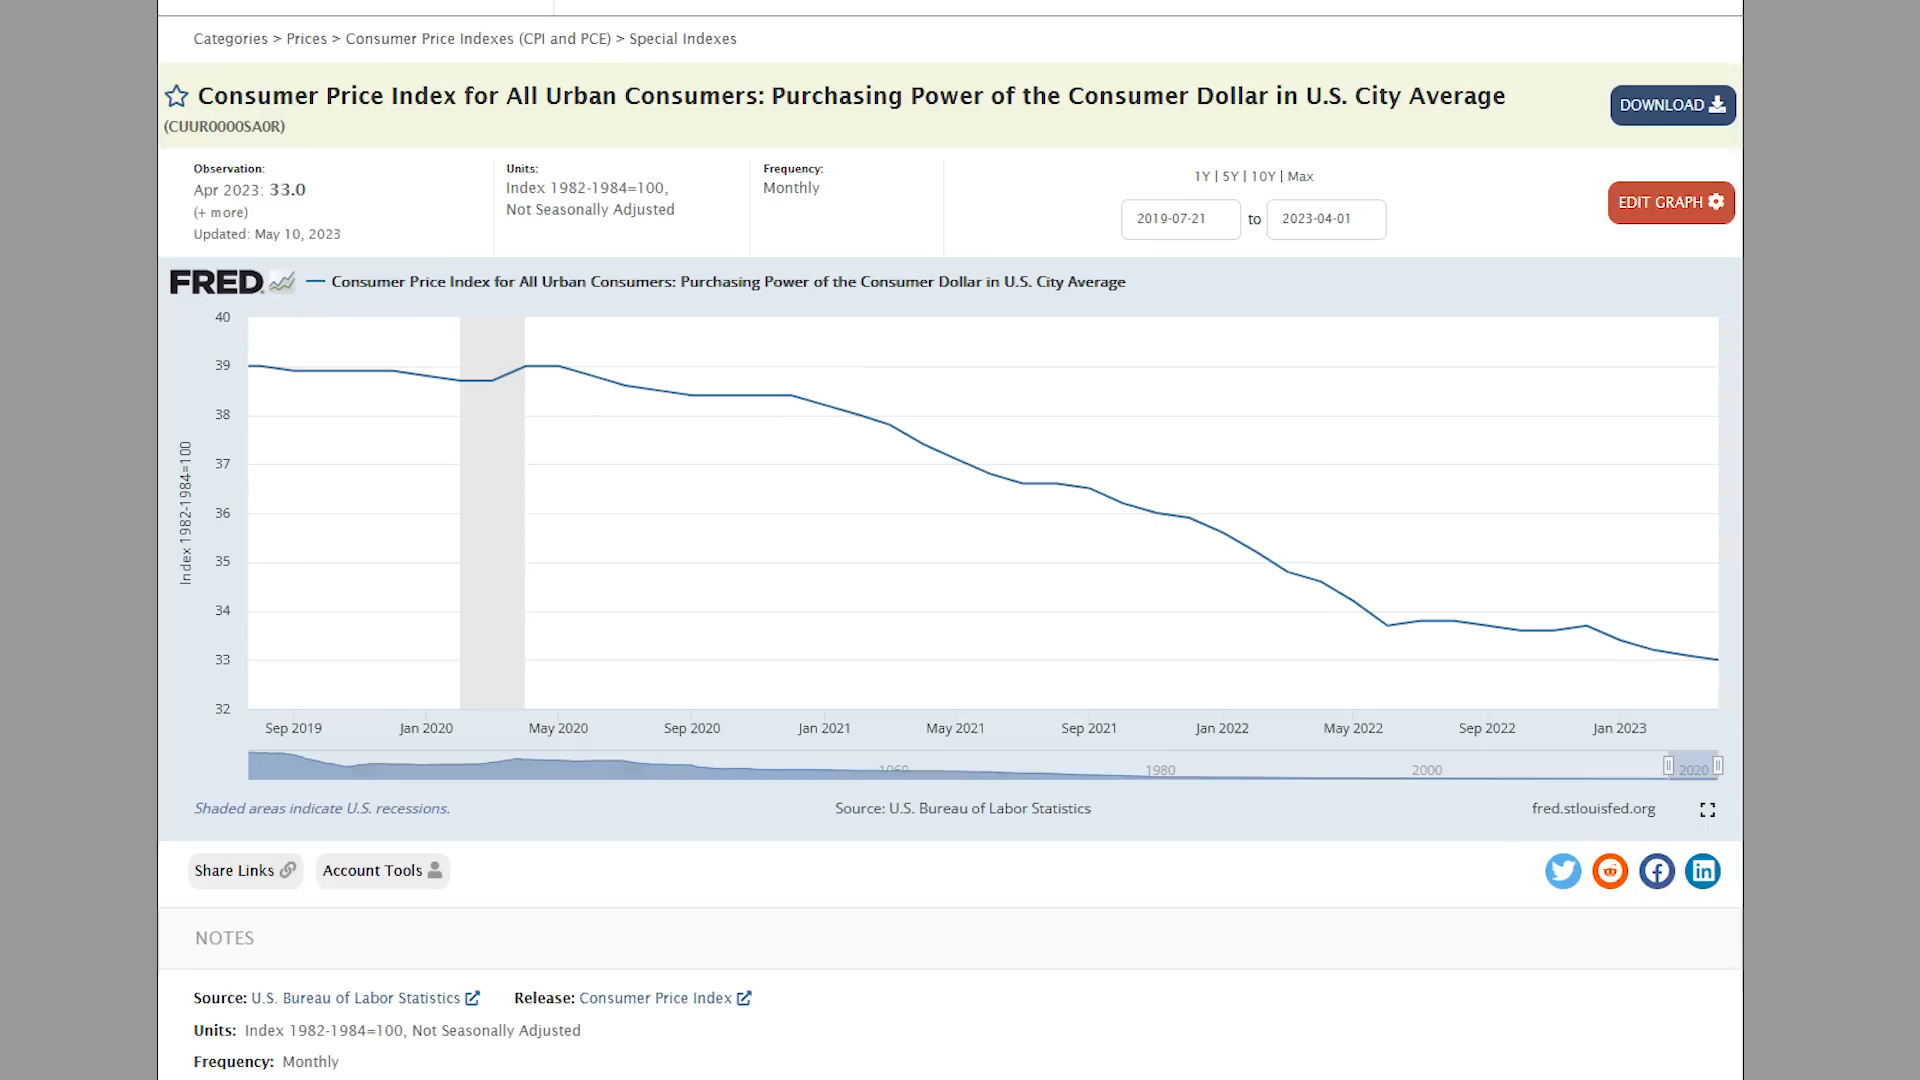 Categories > Prices > Consumer Price Indexes (CPI and PCE) > Special Indexes
Consumer Price Index for All Urban Consumers: Purchasing Power of the Consumer Dollar in U.S. City Average
(CUUR0000SA0R)
DOWNLOAD
Observation:
Apr 2023: 33.0
(+ more)
Updated: May 10, 2023
Units:
Index 1982-1984=100,
Not Seasonally Adjusted
Frequency:
Monthly
1Y | 5Y | 10Y | Max
2019-07-21 to 2023-04-01
EDIT GRAPH
FRED
Consumer Price Index for All Urban Consumers: Purchasing Power of the Consumer Dollar in U.S. City Average
40
39
38
37
36
35
34
33
32
Index 1982-1984=100
Sep 2019 Jan 2020 May 2020 Sep 2020 Jan 2021 May 2021 Sep 2021 Jan 2022 May 2022 Sep 2022 Jan 2023
1960 1980 2000 2020
Shaded areas indicate U.S. recessions.
Source: U.S. Bureau of Labor Statistics
fred.stlouisfed.org
Share Links
Account Tools
NOTES
Source: U.S. Bureau of Labor Statistics Release: Consumer Price Index
Units: Index 1982-1984=100, Not Seasonally Adjusted
Frequency: Monthly